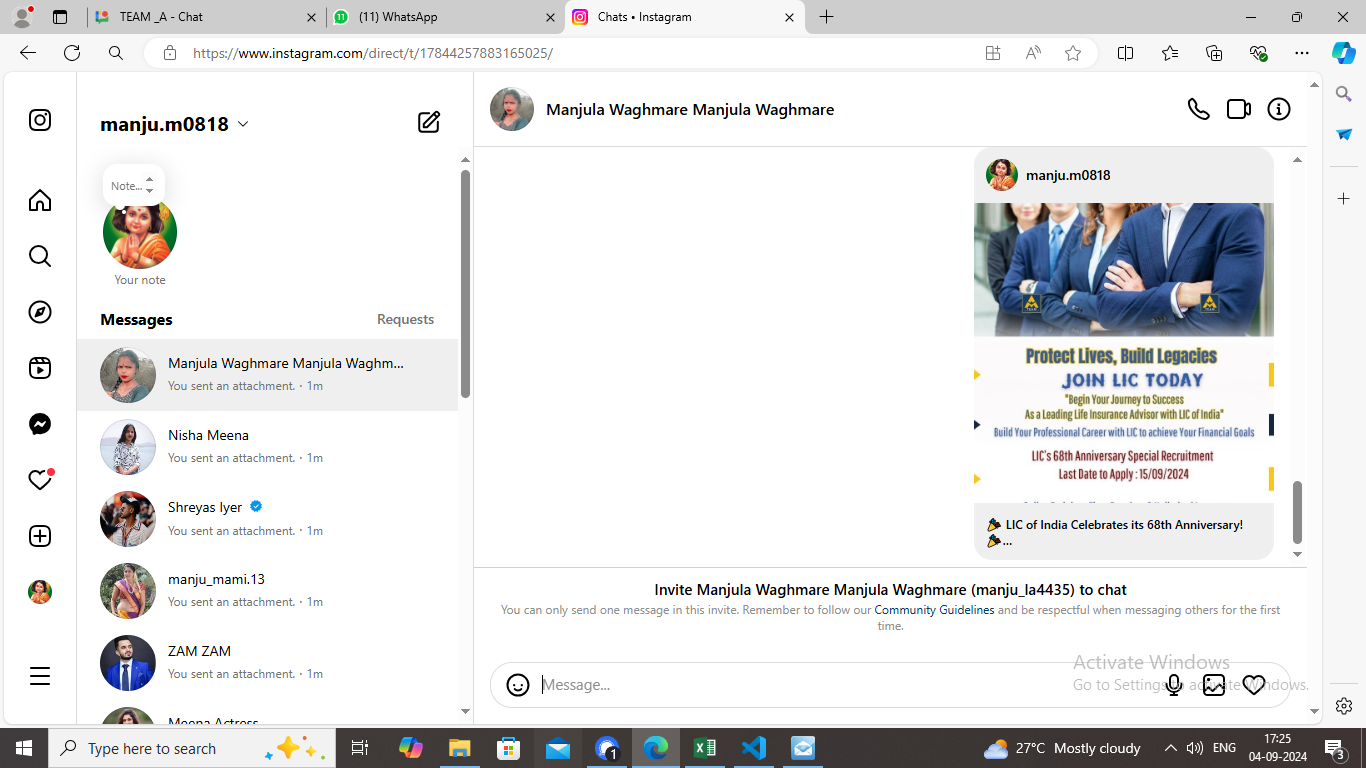 TEAM _A - Chat
(11) WhatsApp
Chats • Instagram
https://www.instagram.com/direct/t/17844257883165025/
manju.m0818
Note...
Your note
Messages
Requests
Manjula Waghmare Manjula Waghm...
You sent an attachment. · 1m
Nisha Meena
You sent an attachment. · 1m
Shreyas Iyer
You sent an attachment. · 1m
manju_mami.13
You sent an attachment. · 1m
ZAM ZAM
You sent an attachment. · 1m
Meena Actress
Manjula Waghmare Manjula Waghmare
manju.m0818
Protect Lives, Build Legacies
JOIN LIC TODAY
"Begin Your Journey to Success
As a Leading Life Insurance Advisor with LIC of India"
Build Your Professional Career with LIC to achieve Your Financial Goals
LIC's 68th Anniversary Special Recruitment
Last Date to Apply : 15/09/2024
🎉 LIC of India Celebrates its 68th Anniversary!
🎉...
Invite Manjula Waghmare Manjula Waghmare (manju_la4435) to chat
You can only send one message in this invite. Remember to follow our Community Guidelines and be respectful when messaging others for the first
time.
Message...
Activate Windows
Go to Settings to activate Windows.
Type here to search
1
27°C Mostly cloudy
ENG
17:25
04-09-2024
3